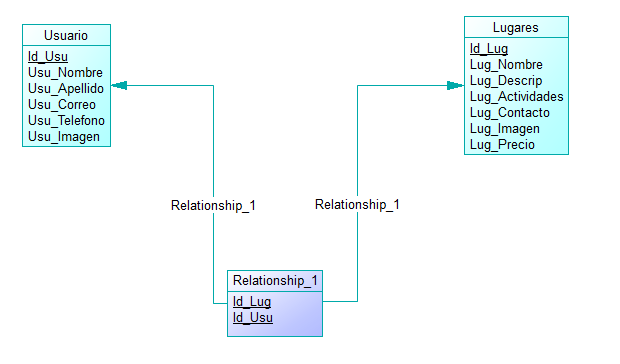 Usuario
Id_Usu
Usu_Nombre
Usu_Apellido
Usu_Correo
Usu_Telefono
Usu_Imagen
Lugares
Id_Lug
Lug_Nombre
Lug_Descrip
Lug_Actividades
Lug_Contacto
Lug_Imagen
Lug_Precio
Relationship_1
Relationship_1
Relationship_1
Id_Lug
Id_Usu